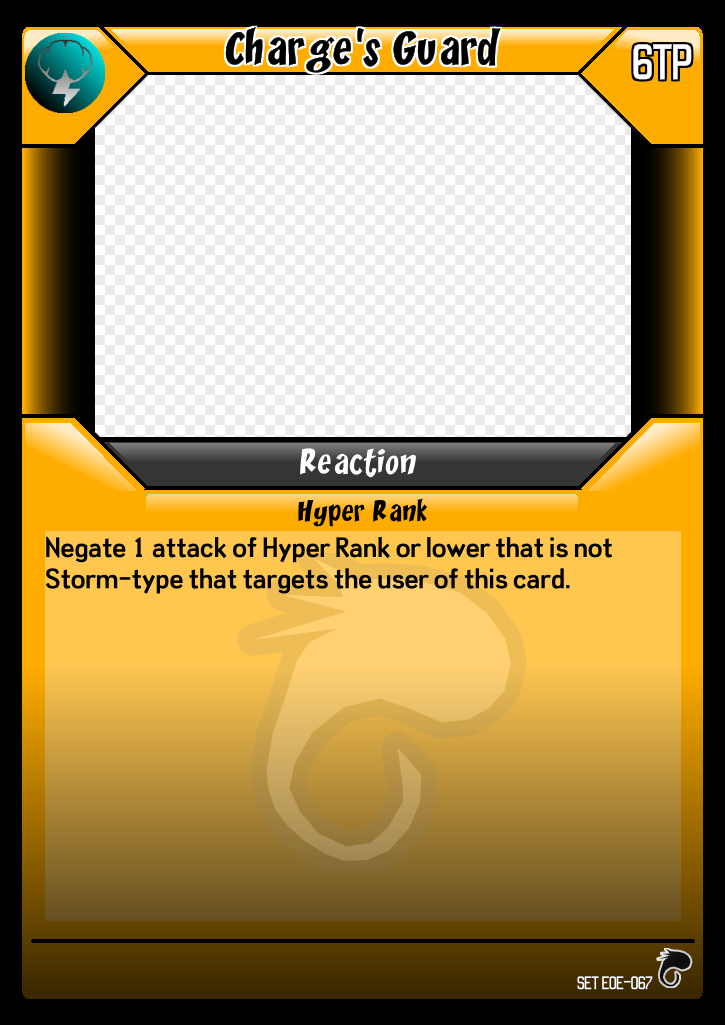 Charge's Guard
6TP
Reaction
Hyper Rank
Negate 1 attack of Hyper Rank or lower that is not
Storm-type that targets the user of this card.
SET EOE-067